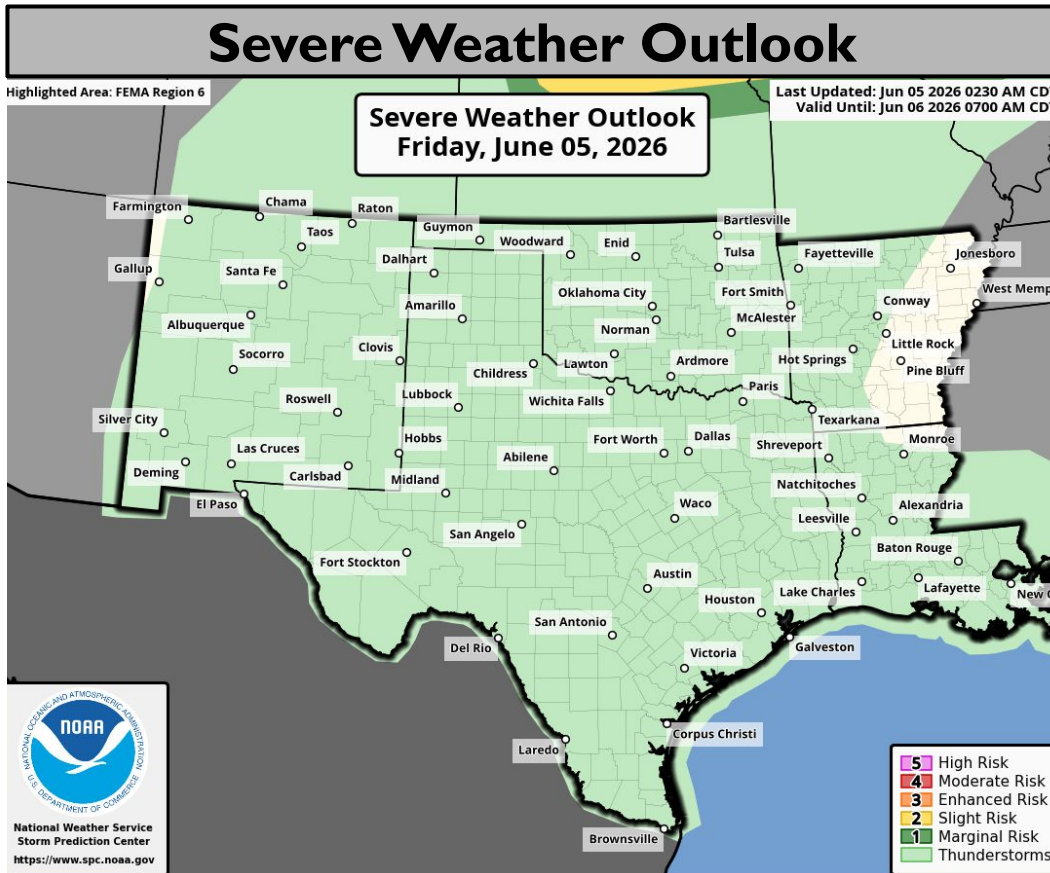 Severe Weather Outlook
Highlighted Area: FEMA Region 6
Last Updated: Jun 05 2026 0230 AM CD
Valid Until: Jun 06 2026 0700 AM CDT
Severe Weather Outlook
Friday, June 05, 2026
Farmington
Chama
Raton
Taos
Guymon
Woodward
Enid
Bartlesville
Gallup
Santa Fe
Dalhart
Tulsa
Fayetteville
Jonesboro
Albuquerque
Amarillo
Oklahoma City
Fort Smith
Conway
West Memp
Norman
McAlester
Socorro
Clovis
Childress
Lawton
Ardmore
Hot Springs
Little Rock
Pine Bluff
Roswell
Lubbock
Wichita Falls
Paris
Texarkana
Silver City
Las Cruces
Hobbs
Fort Worth
Dallas
Shreveport
Monroe
Deming
Carlsbad
Midland
Abilene
Natchitoches
El Paso
Waco
Alexandria
San Angelo
Leesville
Fort Stockton
Baton Rouge
Austin
Houston
Lake Charles
Lafayette
New O
San Antonio
Del Rio
Victoria
Galveston
Laredo
Corpus Christi
Brownsville
NATIONAL OCEANIC AND ATMOSPHERIC ADMINISTRATION
NOAA
U.S. DEPARTMENT OF COMMERCE
National Weather Service
Storm Prediction Center
https://www.spc.noaa.gov
5 High Risk
4 Moderate Risk
3 Enhanced Risk
2 Slight Risk
1 Marginal Risk
Thunderstorms